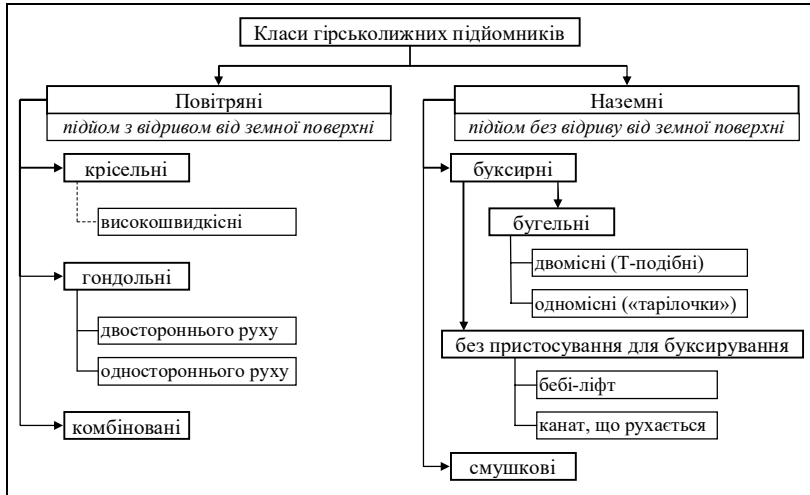 Класи гірськолижних підйомників
Повітряні
підйом з відривом від земної поверхні
крісельні
високошвидкісні
гондольні
двостороннього руху
одностороннього руху
комбіновані
Наземні
підйом без відриву від земної поверхні
буксирні
бугельні
двомісні (Т-подібні)
одномісні («тарілочки»)
без пристосування для буксирування
бебі-ліфт
канат, що рухається
смушкові